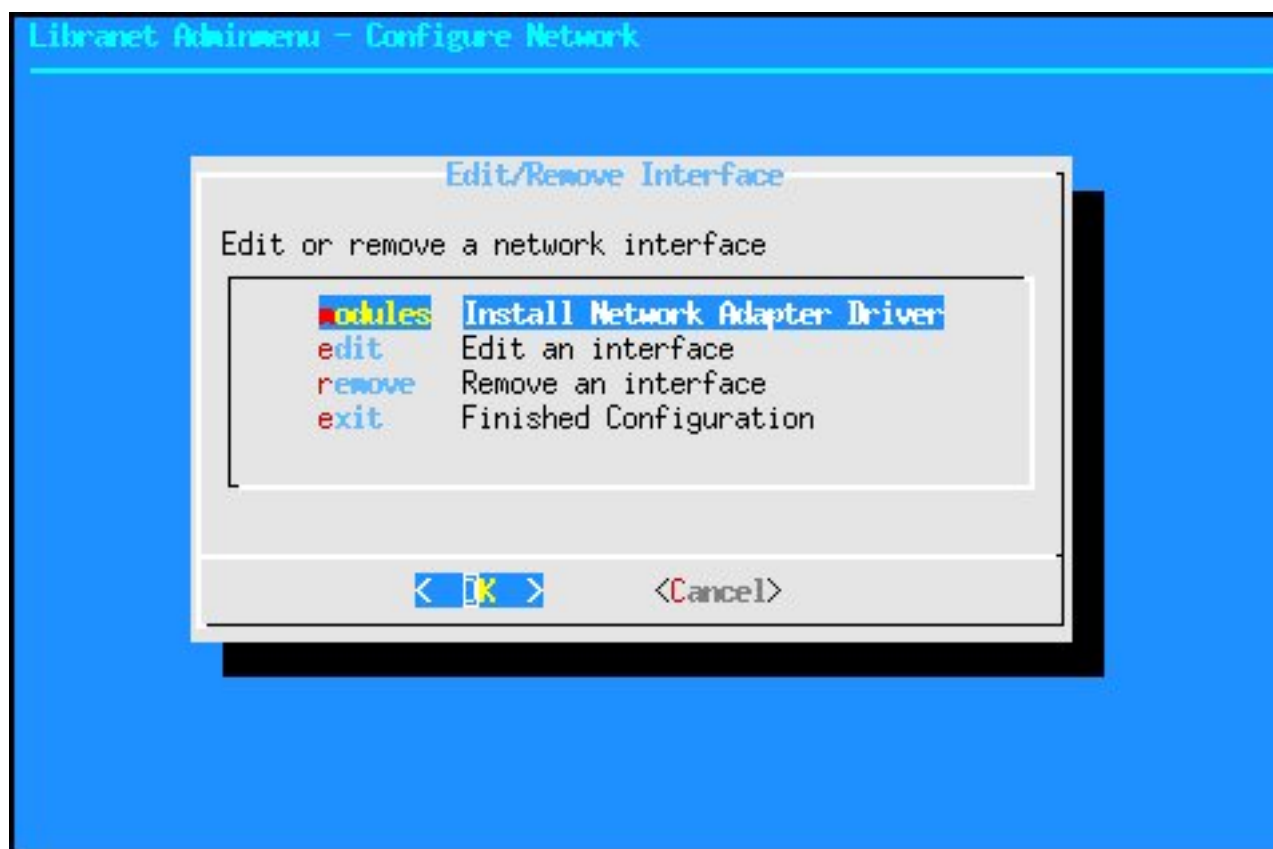 Libranet Adminmenu - Configure Network
Edit/Remove Interface
Edit or remove a network interface
modules Install Network Adapter Driver
edit Edit an interface
remove Remove an interface
exit Finished Configuration
< OK > <Cancel>